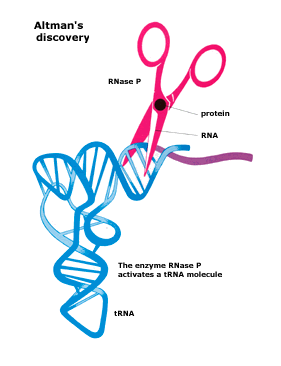 Altman's
discovery
RNase P
protein
RNA
The enzyme RNase P
activates a tRNA molecule
tRNA